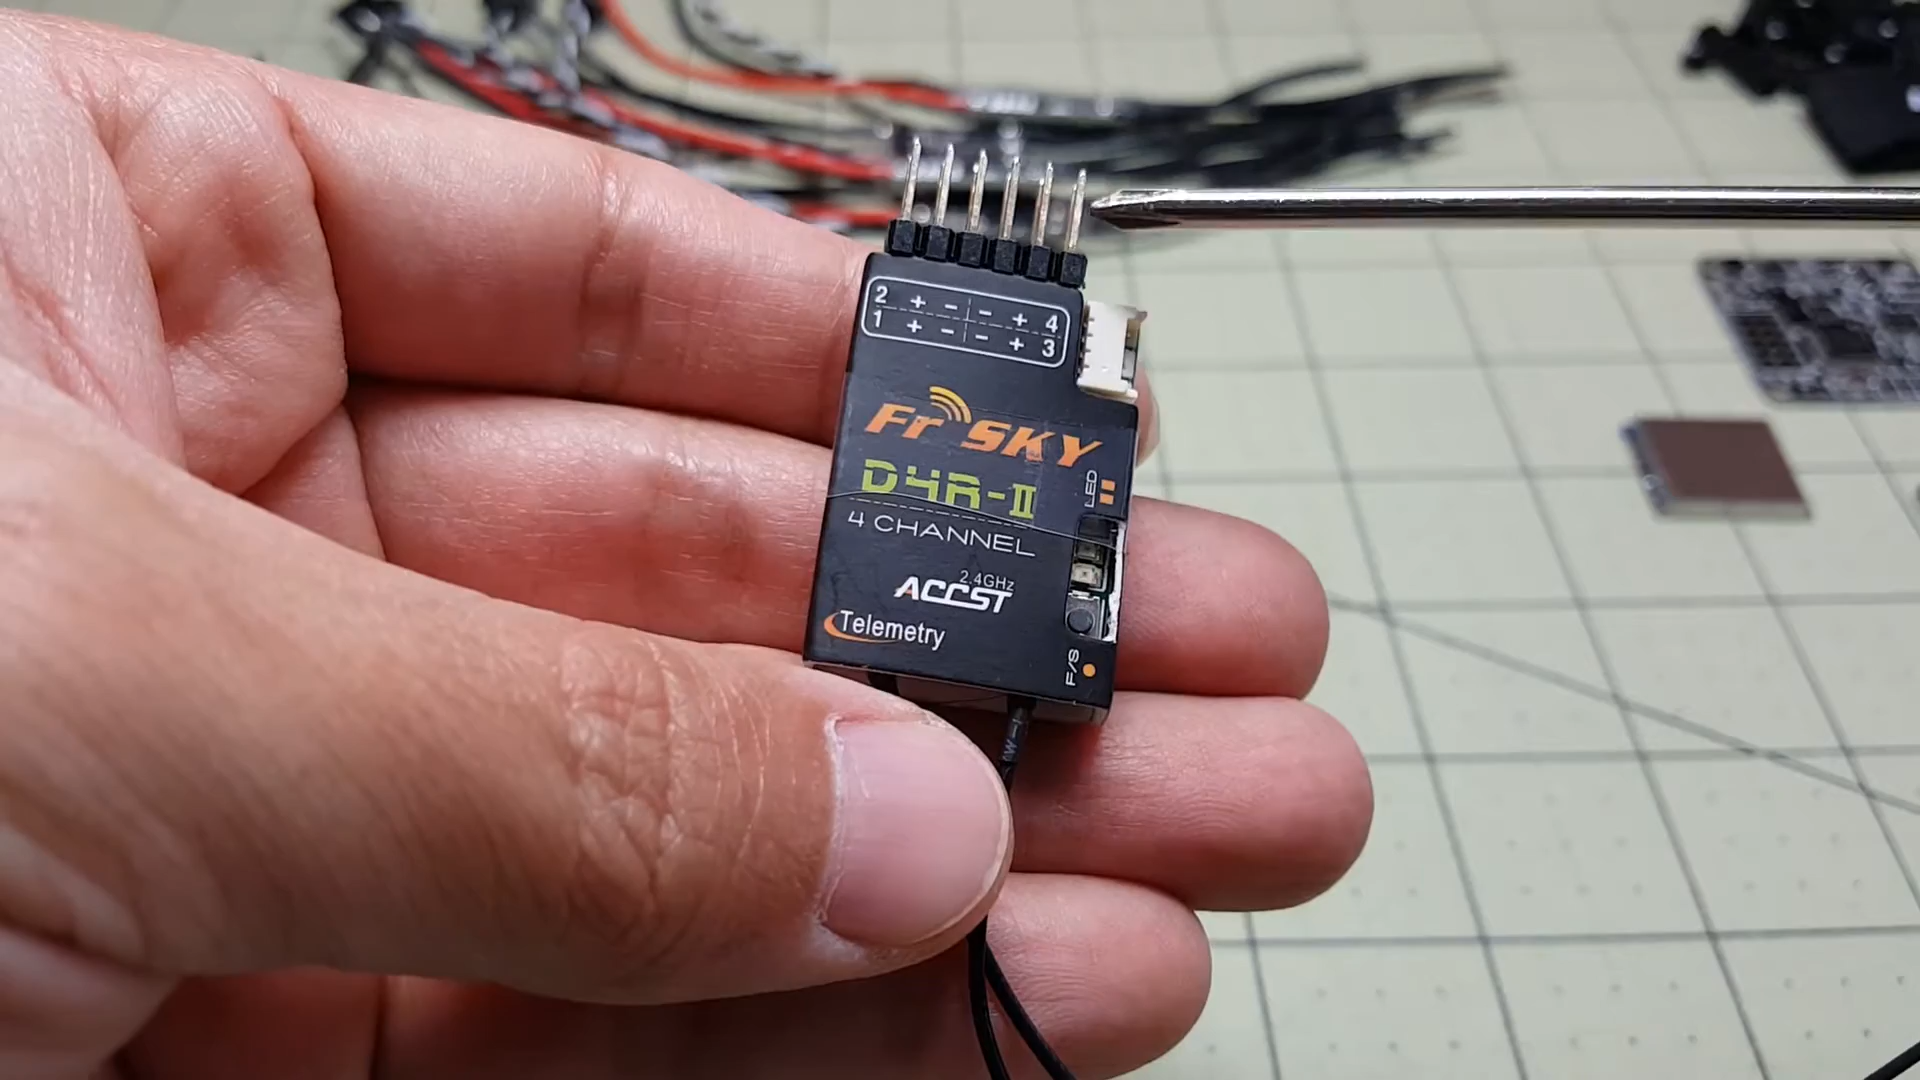 2 + - - + 4
1 + - - + 3
FrSKY
D4R-II
LED
4 CHANNEL
2.4GHz
ACCST
Telemetry
F/S